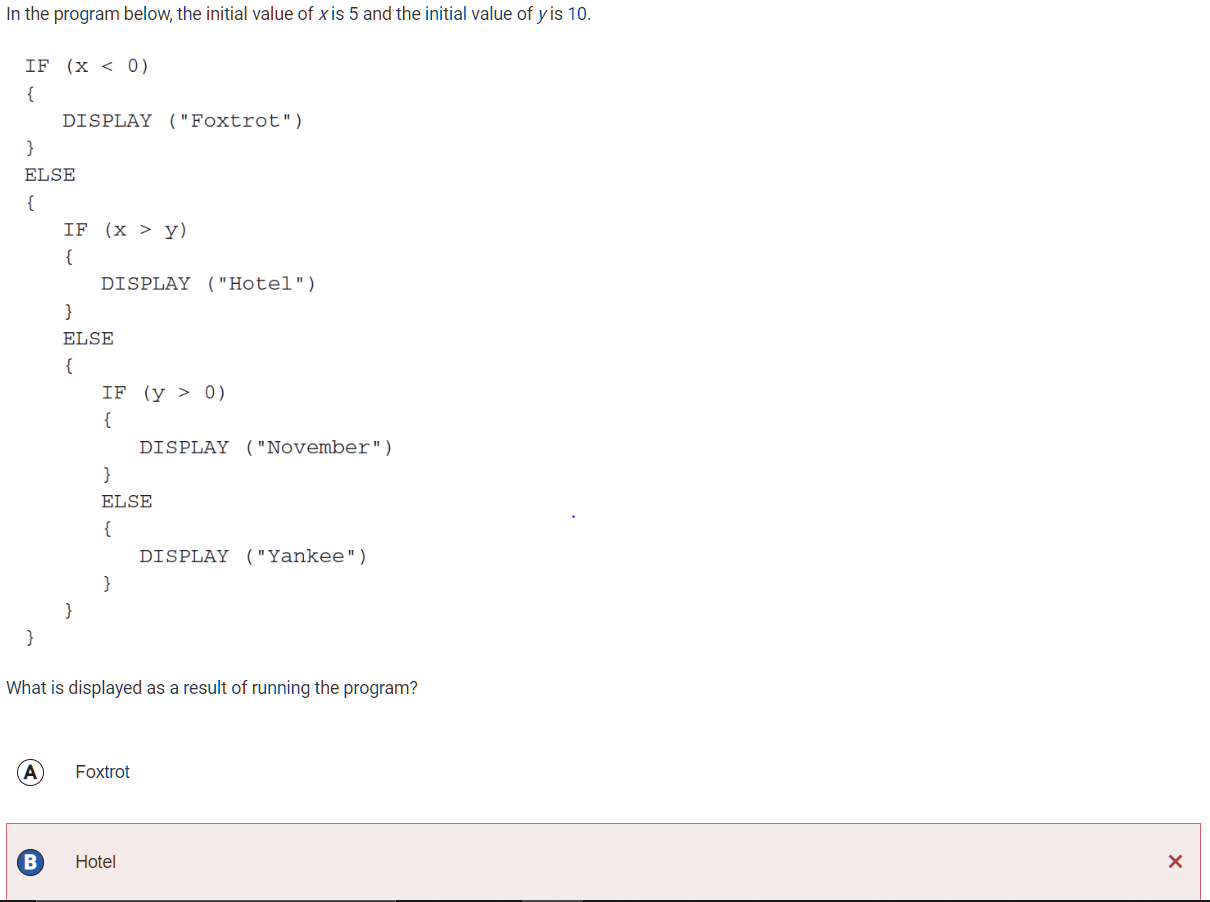 In the program below, the initial value of x is 5 and the initial value of y is 10.
IF (x < 0)
{
DISPLAY ("Foxtrot")
}
ELSE
{
IF (x > y)
{
DISPLAY ("Hotel")
}
ELSE
{
IF (y > 0)
{
DISPLAY ("November")
}
ELSE
{
DISPLAY ("Yankee")
}
}
}
What is displayed as a result of running the program?
A Foxtrot
B Hotel